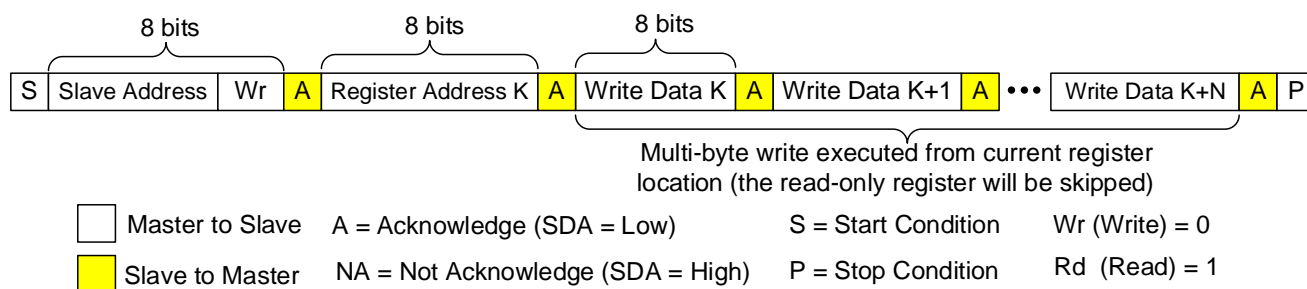 8 bits 8 bits 8 bits
S Slave Address Wr A Register Address K A Write Data K A Write Data K+1 A ••• Write Data K+N A P
Multi-byte write executed from current register
location (the read-only register will be skipped)
Master to Slave A = Acknowledge (SDA = Low) S = Start Condition Wr (Write) = 0
Slave to Master NA = Not Acknowledge (SDA = High) P = Stop Condition Rd (Read) = 1